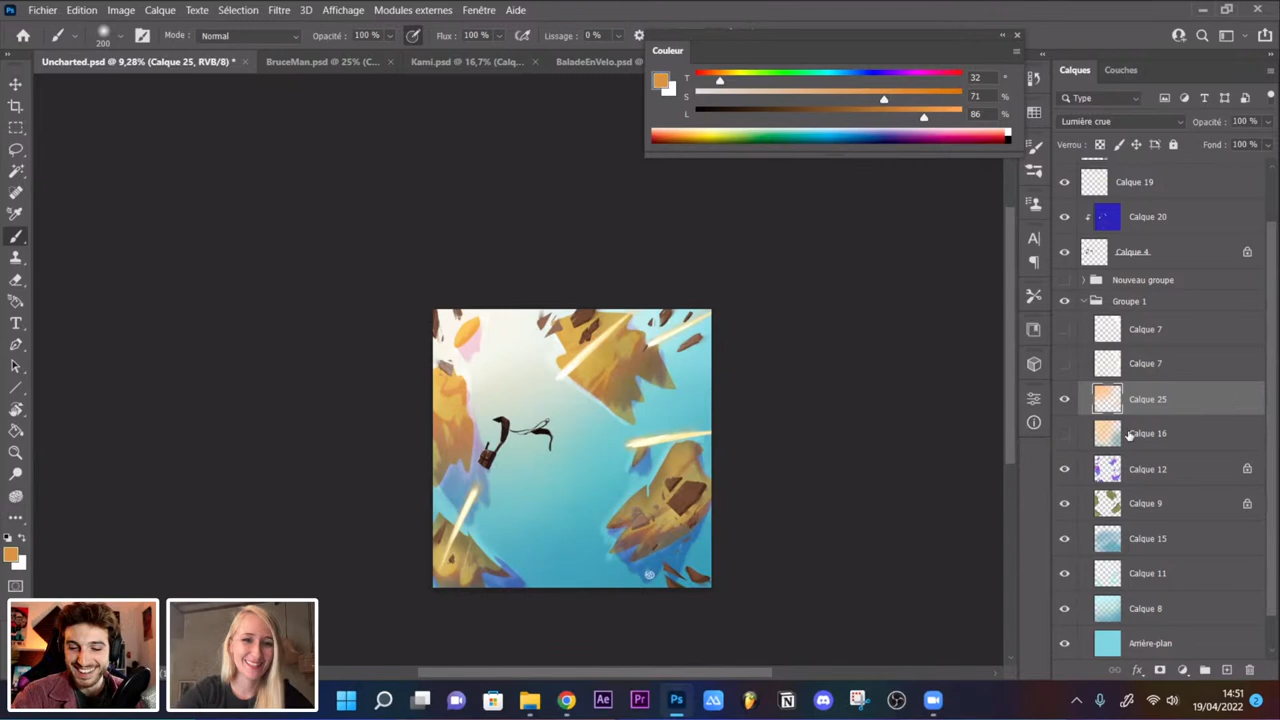 Fichier Edition Image Calque Texte Sélection Filtre 3D Affichage Modules externes Fenêtre Aide
200 Mode : Normal Opacité : 100 % Flux : 100 % Lissage : 0 %
Uncharted.psd @ 9,28% (Calque 25, RVB/8) * × BruceMan.psd @ 25% (C... × Kami.psd @ 16,7% (Calq... × BaladeEnVelo.psd @
Couleur
T 32 °
S 71 %
L 86 %
Calques Couches
Type
Lumière crue Opacité : 100 %
Verrou : Fond : 100 %
Calque 19
Calque 20
Calque 4
Nouveau groupe
Groupe 1
Calque 7
Calque 7
Calque 25
Calque 16
Calque 12
Calque 9
Calque 15
Calque 11
Calque 8
Arrière-plan
14:51
19/04/2022
2